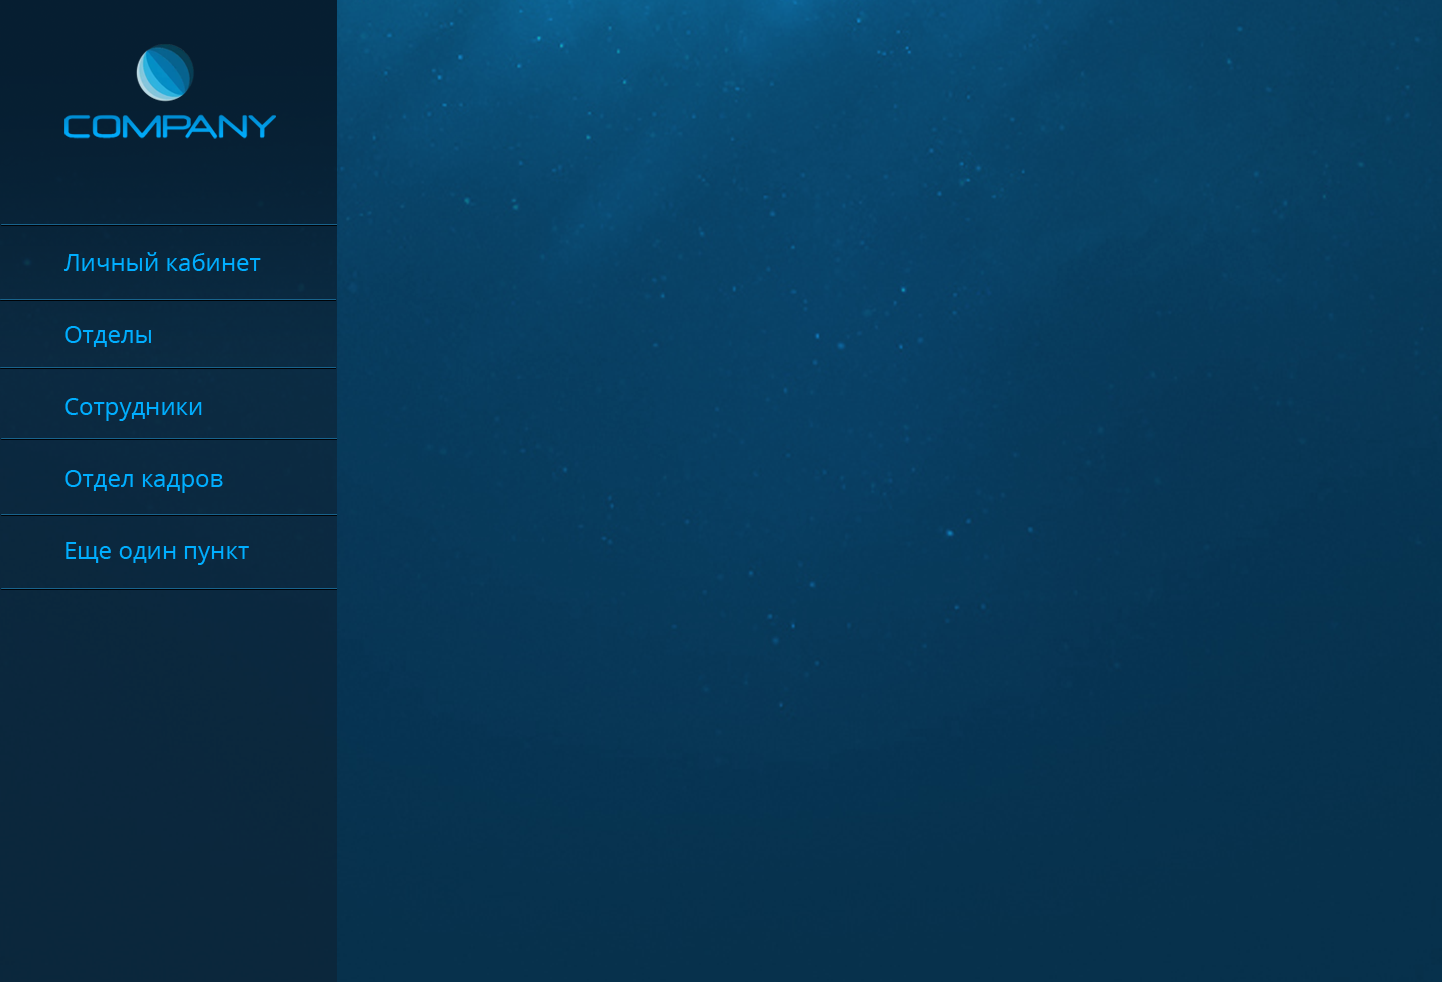 COMPANY
Личный кабинет
Отделы
Сотрудники
Отдел кадров
Еще один пункт